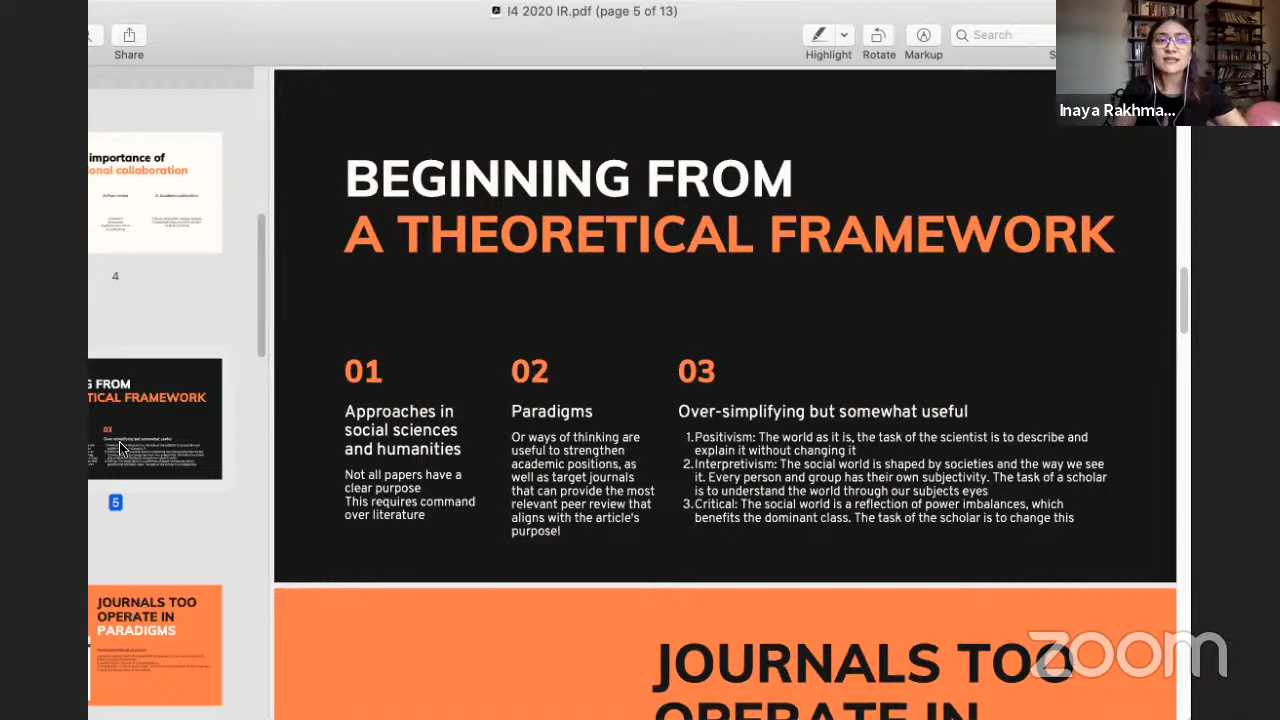 I4 2020 IR.pdf (page 5 of 13)
Share
Highlight
Rotate
Markup
Search
Inaya Rakhma...
importance of
onal collaboration
4
G FROM
TICAL FRAMEWORK
03
Over-simplifying but somewhat useful
5
JOURNALS TOO
OPERATE IN
PARADIGMS
BEGINNING FROM
A THEORETICAL FRAMEWORK
01
Approaches in
social sciences
and humanities
Not all papers have a
clear purpose
This requires command
over literature
02
Paradigms
Or ways of thinking are
useful to strengthen
academic positions, as
well as target journals
that can provide the most
relevant peer review that
aligns with the article's
purposel
03
Over-simplifying but somewhat useful
1.Positivism: The world as it is, the task of the scientist is to describe and
explain it without changing it
2.Interpretivism: The social world is shaped by societies and the way we see
it. Every person and group has their own subjectivity. The task of a scholar
is to understand the world through our subjects eyes
3.Critical: The social world is a reflection of power imbalances, which
benefits the dominant class. The task of the scholar is to change this
JOURNALS TOO
OPERATE IN
zoom